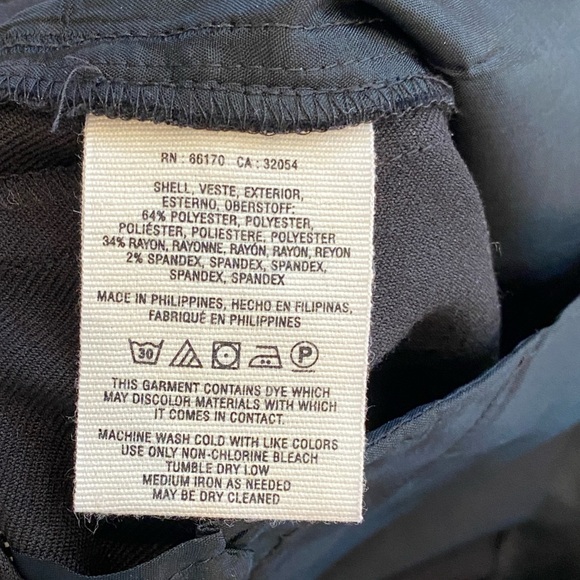 RN : 66170 CA : 32054
SHELL, VESTE, EXTERIOR,
ESTERNO, OBERSTOFF:
64% POLYESTER, POLYESTER,
POLIÉSTER, POLIESTERE, POLYESTER
34% RAYON, RAYONNE, RAYÓN, RAYON, REYON
2% SPANDEX, SPANDEX, SPANDEX,
SPANDEX, SPANDEX
MADE IN PHILIPPINES, HECHO EN FILIPINAS,
FABRIQUÉ EN PHILIPPINES
30 P
THIS GARMENT CONTAINS DYE WHICH
MAY DISCOLOR MATERIALS WITH WHICH
IT COMES IN CONTACT.
MACHINE WASH COLD WITH LIKE COLORS
USE ONLY NON-CHLORINE BLEACH
TUMBLE DRY LOW
MEDIUM IRON AS NEEDED
MAY BE DRY CLEANED